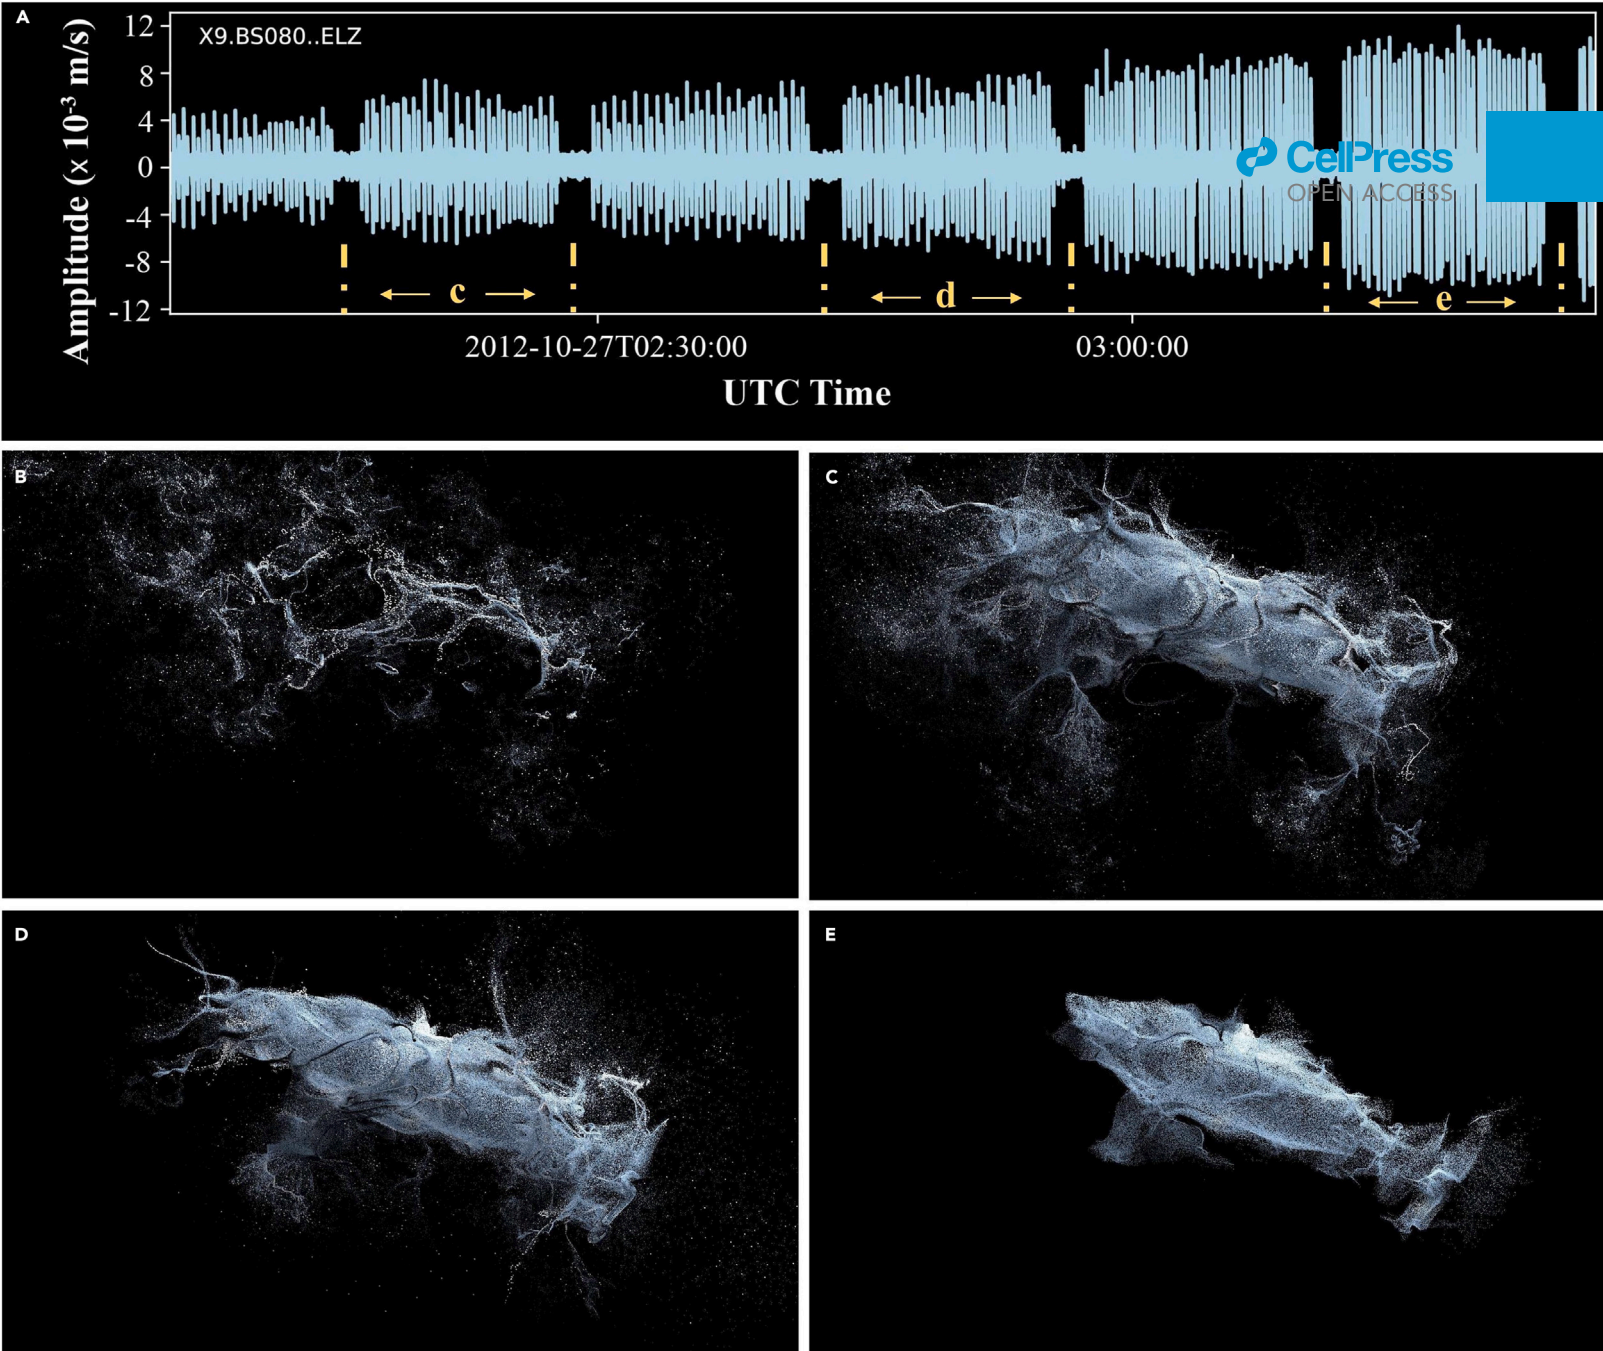 A
X9.BS080..ELZ
12
8
4
0
-4
-8
-12
Amplitude (x 10⁻³ m/s)
c
d
e
2012-10-27T02:30:00
03:00:00
UTC Time
CellPress
OPEN ACCESS
B
C
D
E